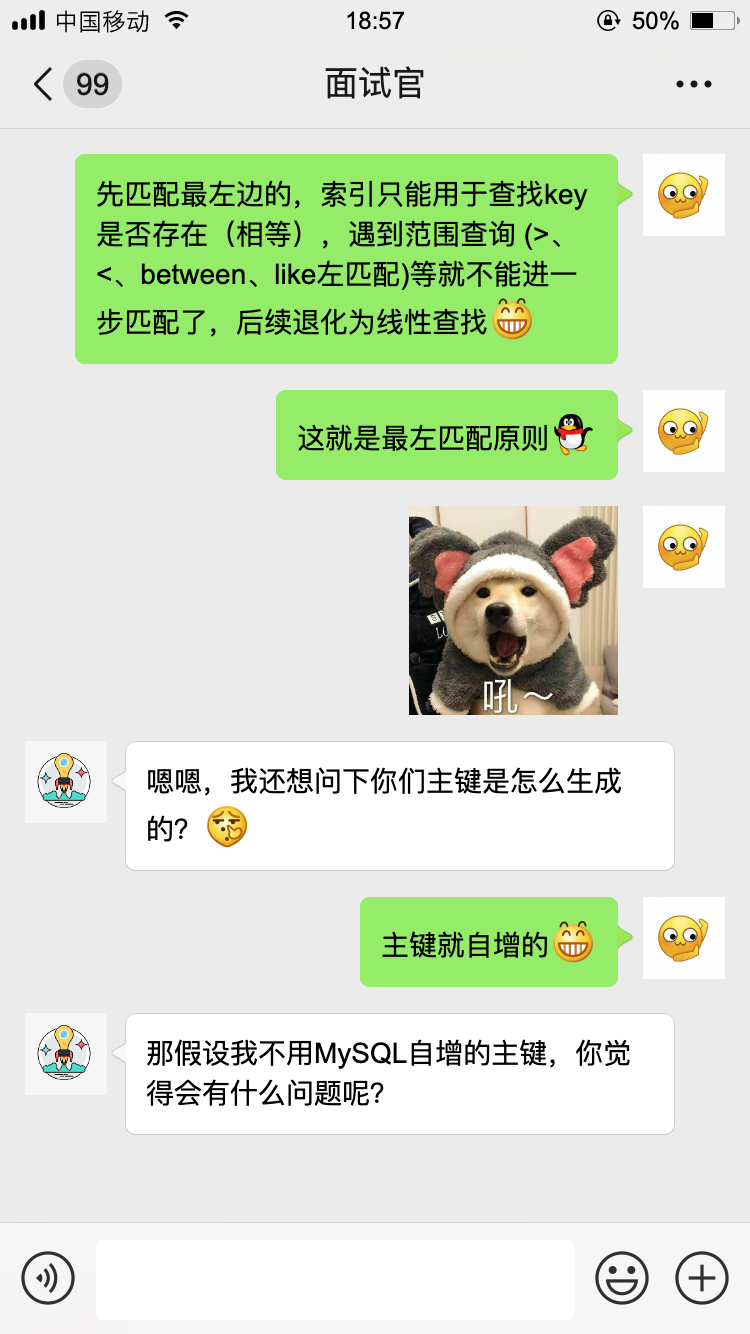 中国移动 18:57 50%
99 面试官
先匹配最左边的，索引只能用于查找key
是否存在（相等），遇到范围查询 (>、
<、between、like左匹配)等就不能进一
步匹配了，后续退化为线性查找
这就是最左匹配原则
吼～
嗯嗯，我还想问下你们主键是怎么生成
的？
主键就自增的
那假设我不用MySQL自增的主键，你觉
得会有什么问题呢?